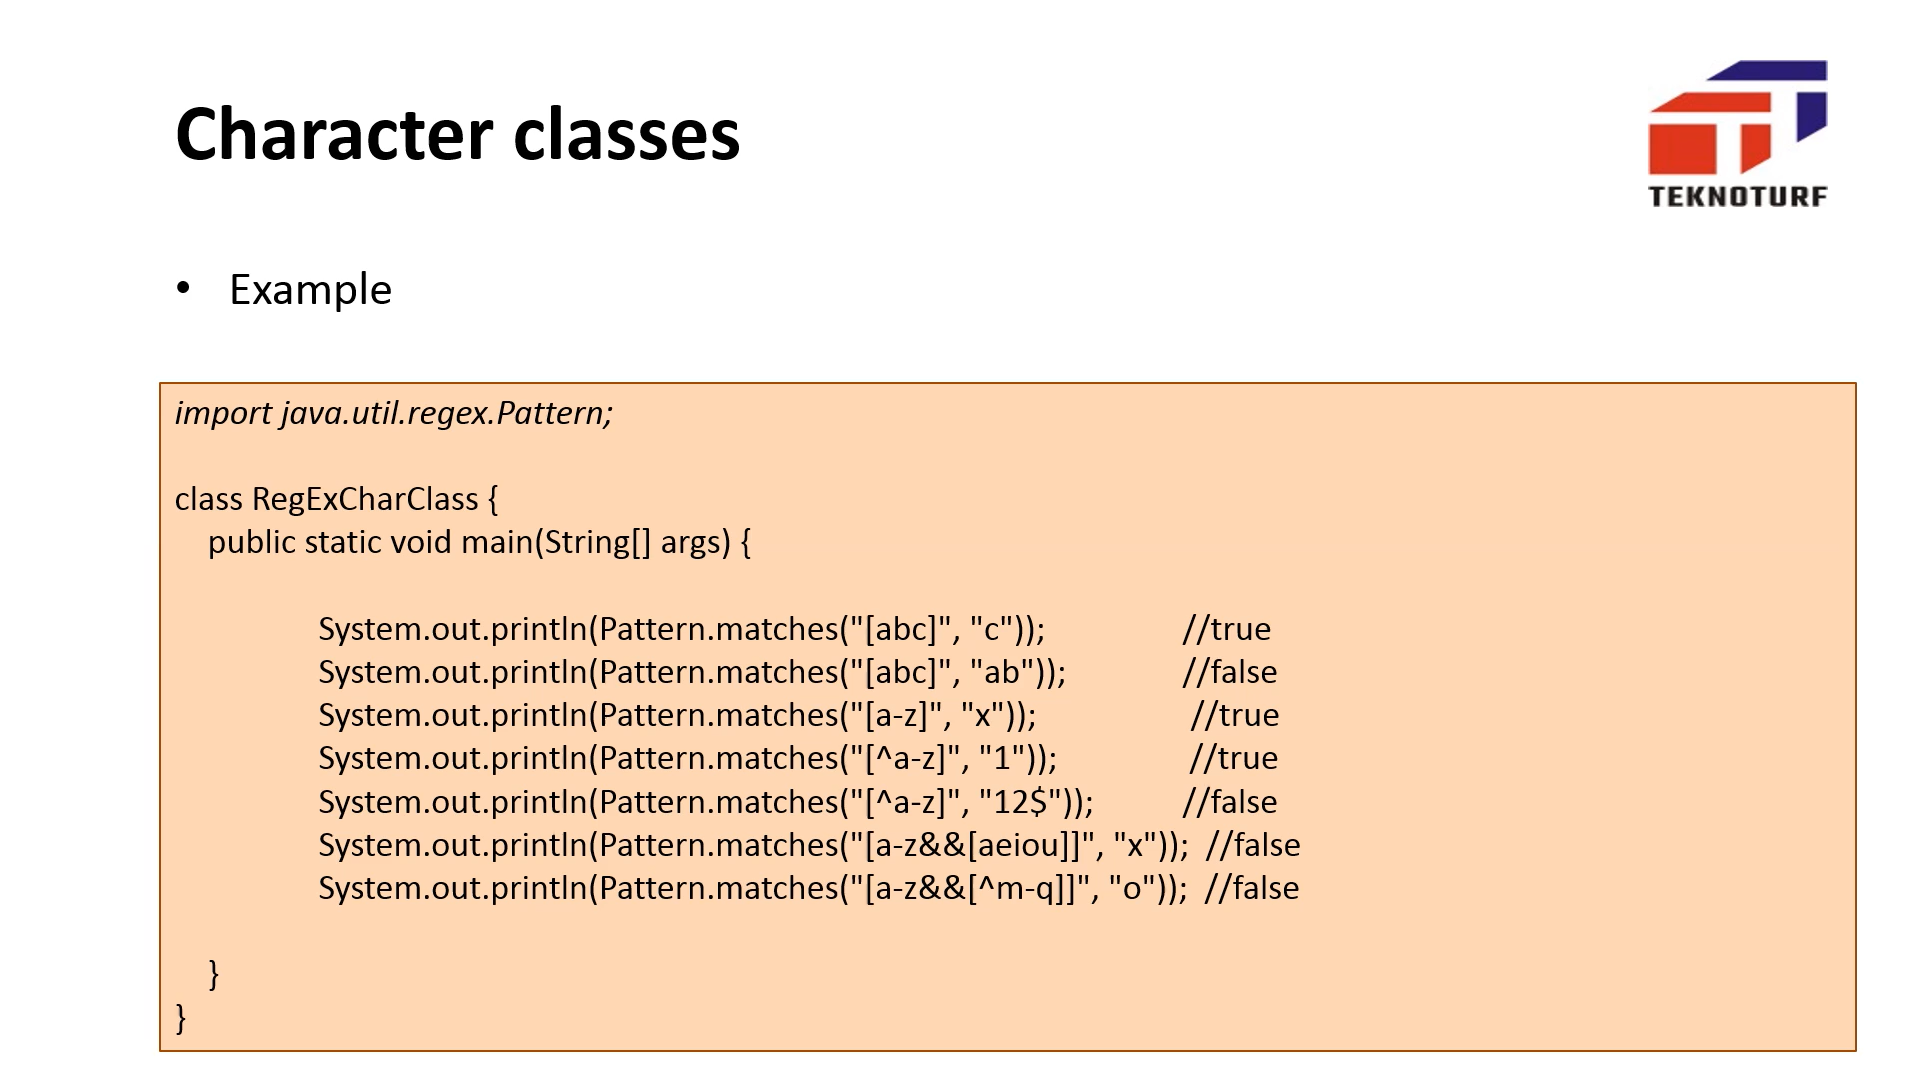 Character classes
TEKNOTURF
• Example
import java.util.regex.Pattern;
class RegExCharClass {
public static void main(String[] args) {
System.out.println(Pattern.matches("[abc]", "c")); //true
System.out.println(Pattern.matches("[abc]", "ab")); //false
System.out.println(Pattern.matches("[a-z]", "x")); //true
System.out.println(Pattern.matches("[^a-z]", "1")); //true
System.out.println(Pattern.matches("[^a-z]", "12$")); //false
System.out.println(Pattern.matches("[a-z&&[aeiou]]", "x")); //false
System.out.println(Pattern.matches("[a-z&&[^m-q]]", "o")); //false
}
}